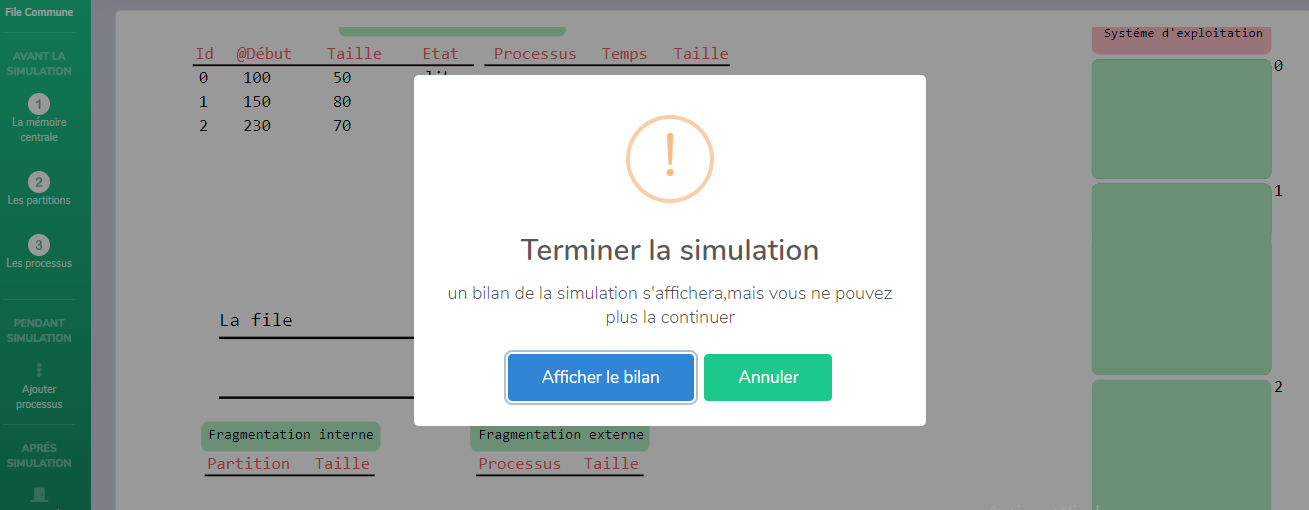 File Commune
AVANT LA
SIMULATION
1
La mémoire
centrale
2
Les partitions
3
Les processus
PENDANT
SIMULATION
Ajouter
processus
APRÉS
SIMULATION
Id @Début Taille Etat Processus Temps Taille
0 100 50
1 150 80
2 230 70
La file
Fragmentation interne
Partition Taille
Fragmentation externe
Processus Taille
!
Terminer la simulation
un bilan de la simulation s'affichera,mais vous ne pouvez
plus la continuer
Afficher le bilan
Annuler
Systéme d'exploitation
0
1
2